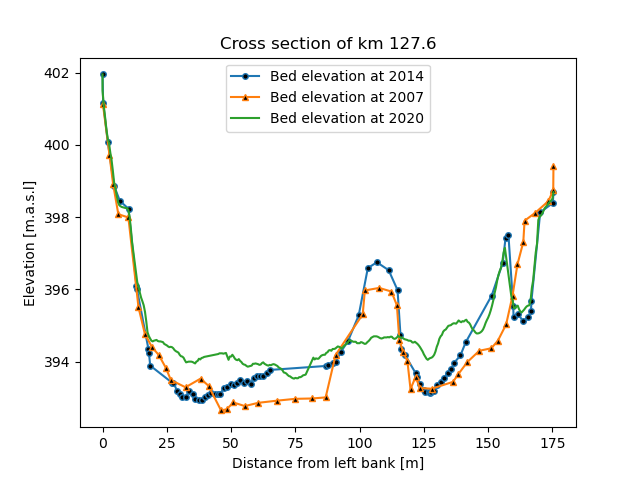 Cross section of km 127.6
Bed elevation at 2014
Bed elevation at 2007
Bed elevation at 2020
Elevation [m.a.s.l]
402
400
398
396
394
0 25 50 75 100 125 150 175
Distance from left bank [m]